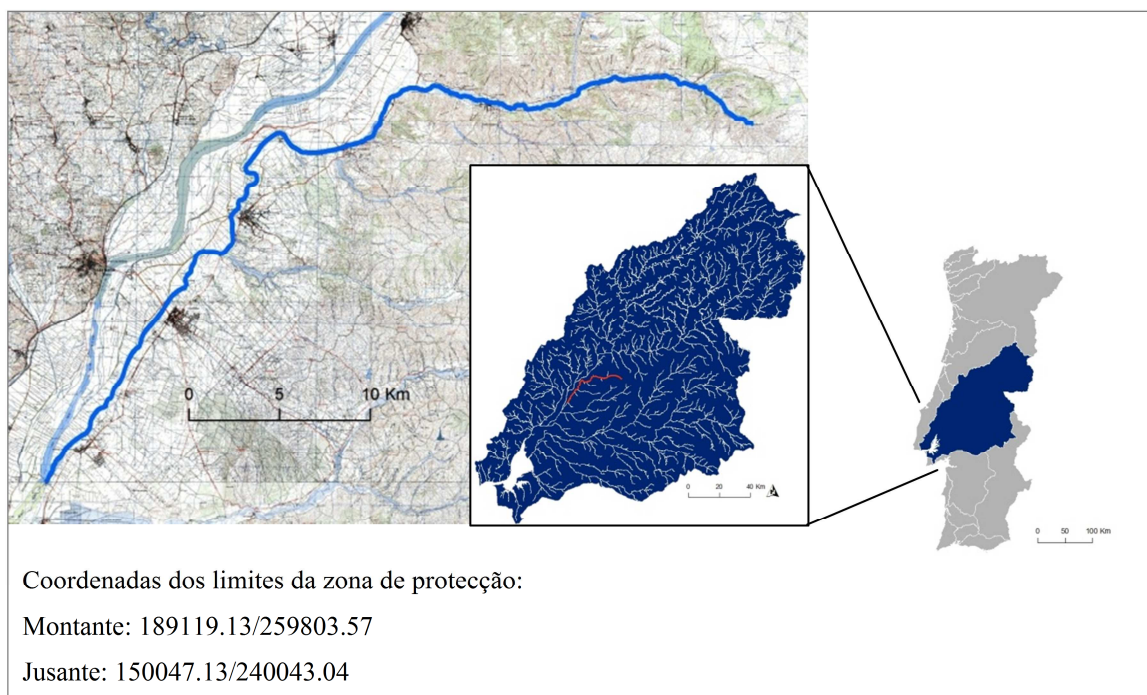 0 5 10 Km
0 20 40 Km
0 50 100 Km
Coordenadas dos limites da zona de protecção:
Montante: 189119.13/259803.57
Jusante: 150047.13/240043.04